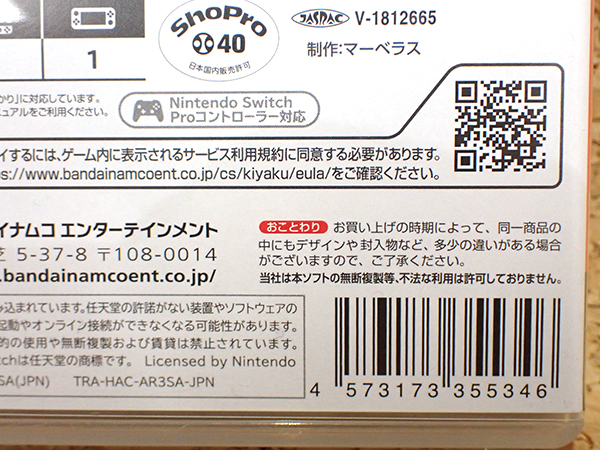 ShoPro
40
日本国内販売許可
JASRAC V-1812665
1
制作:マーベラス
かり」に対応しています。
ニュアルをご利用ください。
Nintendo Switch
Proコントローラー対応
イするには、ゲーム内に表示されるサービス利用規約に同意する必要があります。
s://www.bandainamcoent.co.jp/cs/kiyaku/eula/をご確認ください。
イナムコ エンターテインメント
芝 5-37-8 〒108-0014
w.bandainamcoent.co.jp/
おことわり お買い上げの時期によって、同一商品の
中にもデザインや封入物など、多少の違いがある場合
がございますので、ご了承ください。
当社は本ソフトの無断複製等、不法な利用は許可しておりません。
み込まれています。任天堂の許諾がない装置やソフトウェアの
起動やオンライン接続ができなくなる可能性があります。
的の使用や無断複製および賃貸は禁止されています。
itchは任天堂の商標です。 Licensed by Nintendo
SA(JPN) TRA-HAC-AR3SA-JPN
4 573173 355346